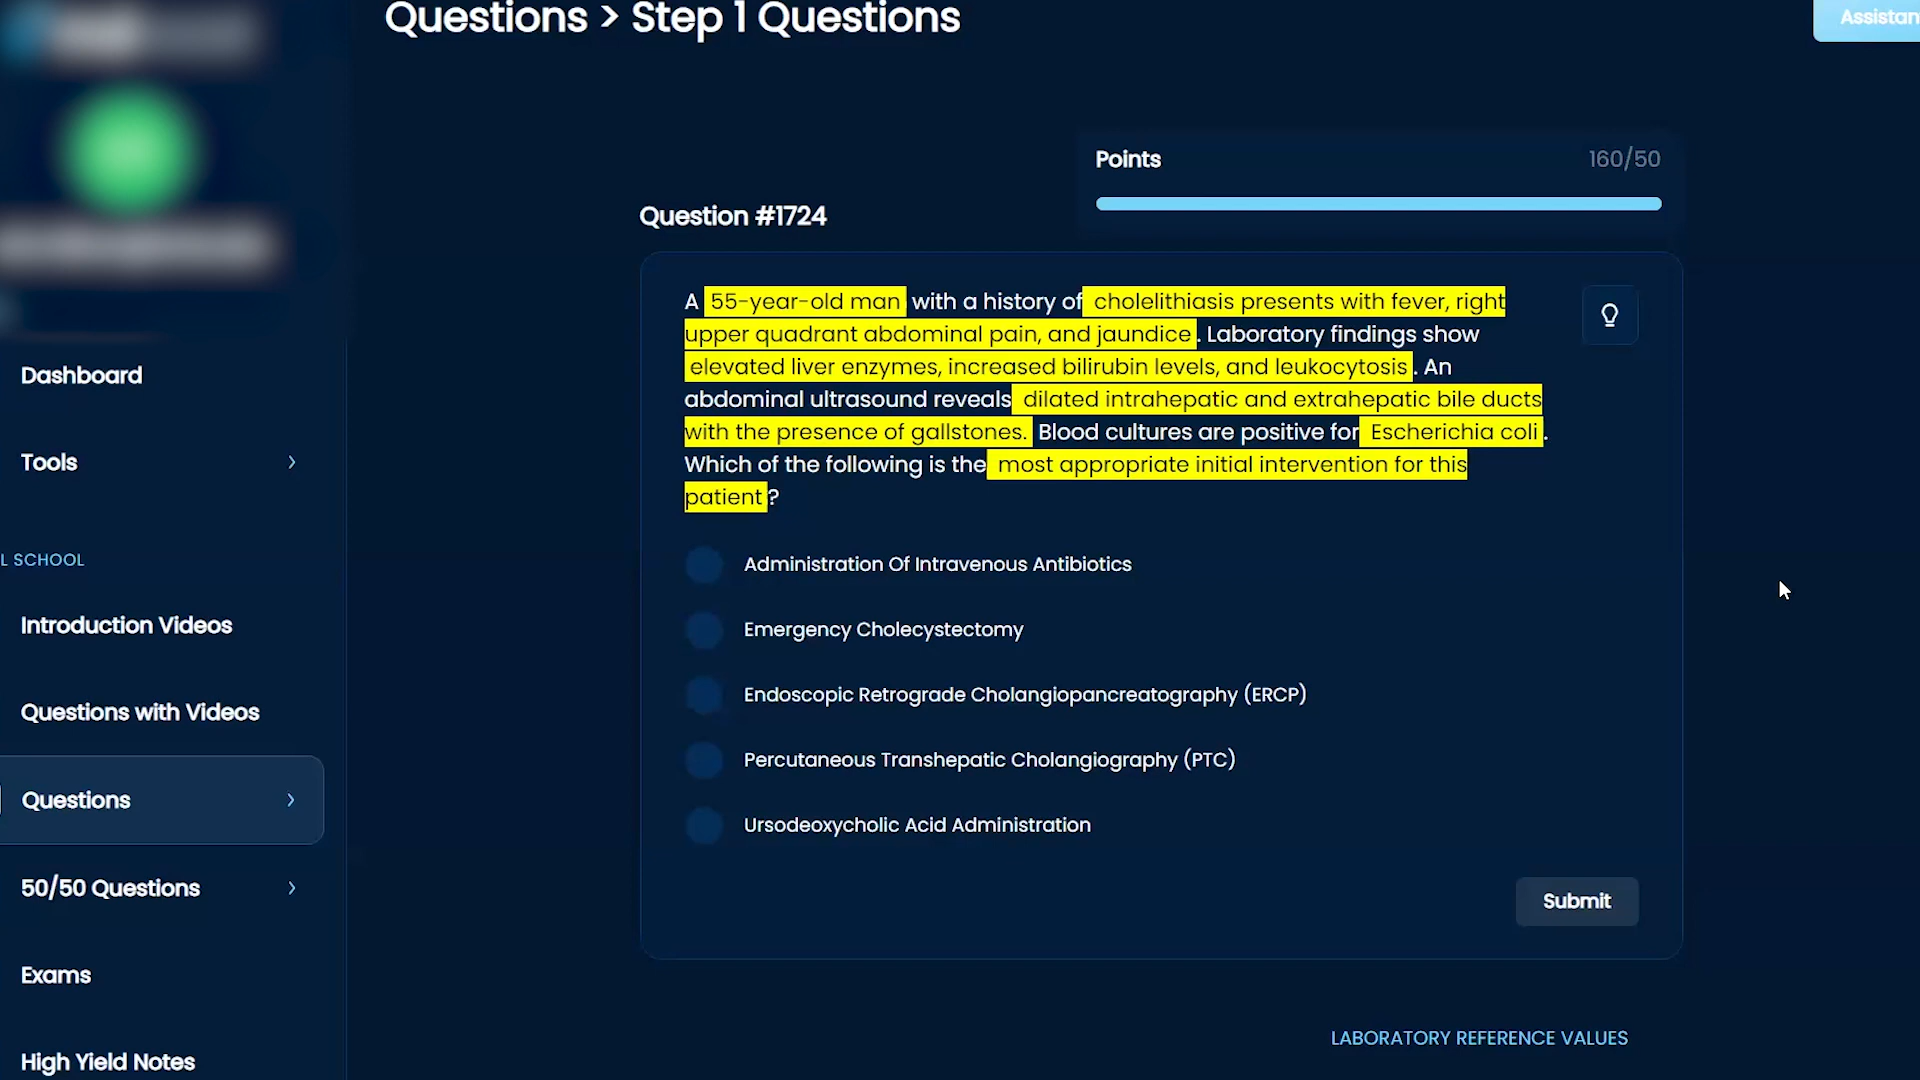 Questions > Step 1 Questions
Assistan
Points
160/50
Question #1724
A 55-year-old man with a history of cholelithiasis presents with fever, right
upper quadrant abdominal pain, and jaundice. Laboratory findings show
elevated liver enzymes, increased bilirubin levels, and leukocytosis. An
abdominal ultrasound reveals dilated intrahepatic and extrahepatic bile ducts
with the presence of gallstones. Blood cultures are positive for Escherichia coli.
Which of the following is the most appropriate initial intervention for this
patient?
Administration Of Intravenous Antibiotics
Emergency Cholecystectomy
Endoscopic Retrograde Cholangiopancreatography (ERCP)
Percutaneous Transhepatic Cholangiography (PTC)
Ursodeoxycholic Acid Administration
Submit
LABORATORY REFERENCE VALUES
Dashboard
Tools
L SCHOOL
Introduction Videos
Questions with Videos
Questions
50/50 Questions
Exams
High Yield Notes